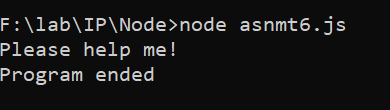 F:\lab\IP\Node>node asnmt6.js
Please help me!
Program ended